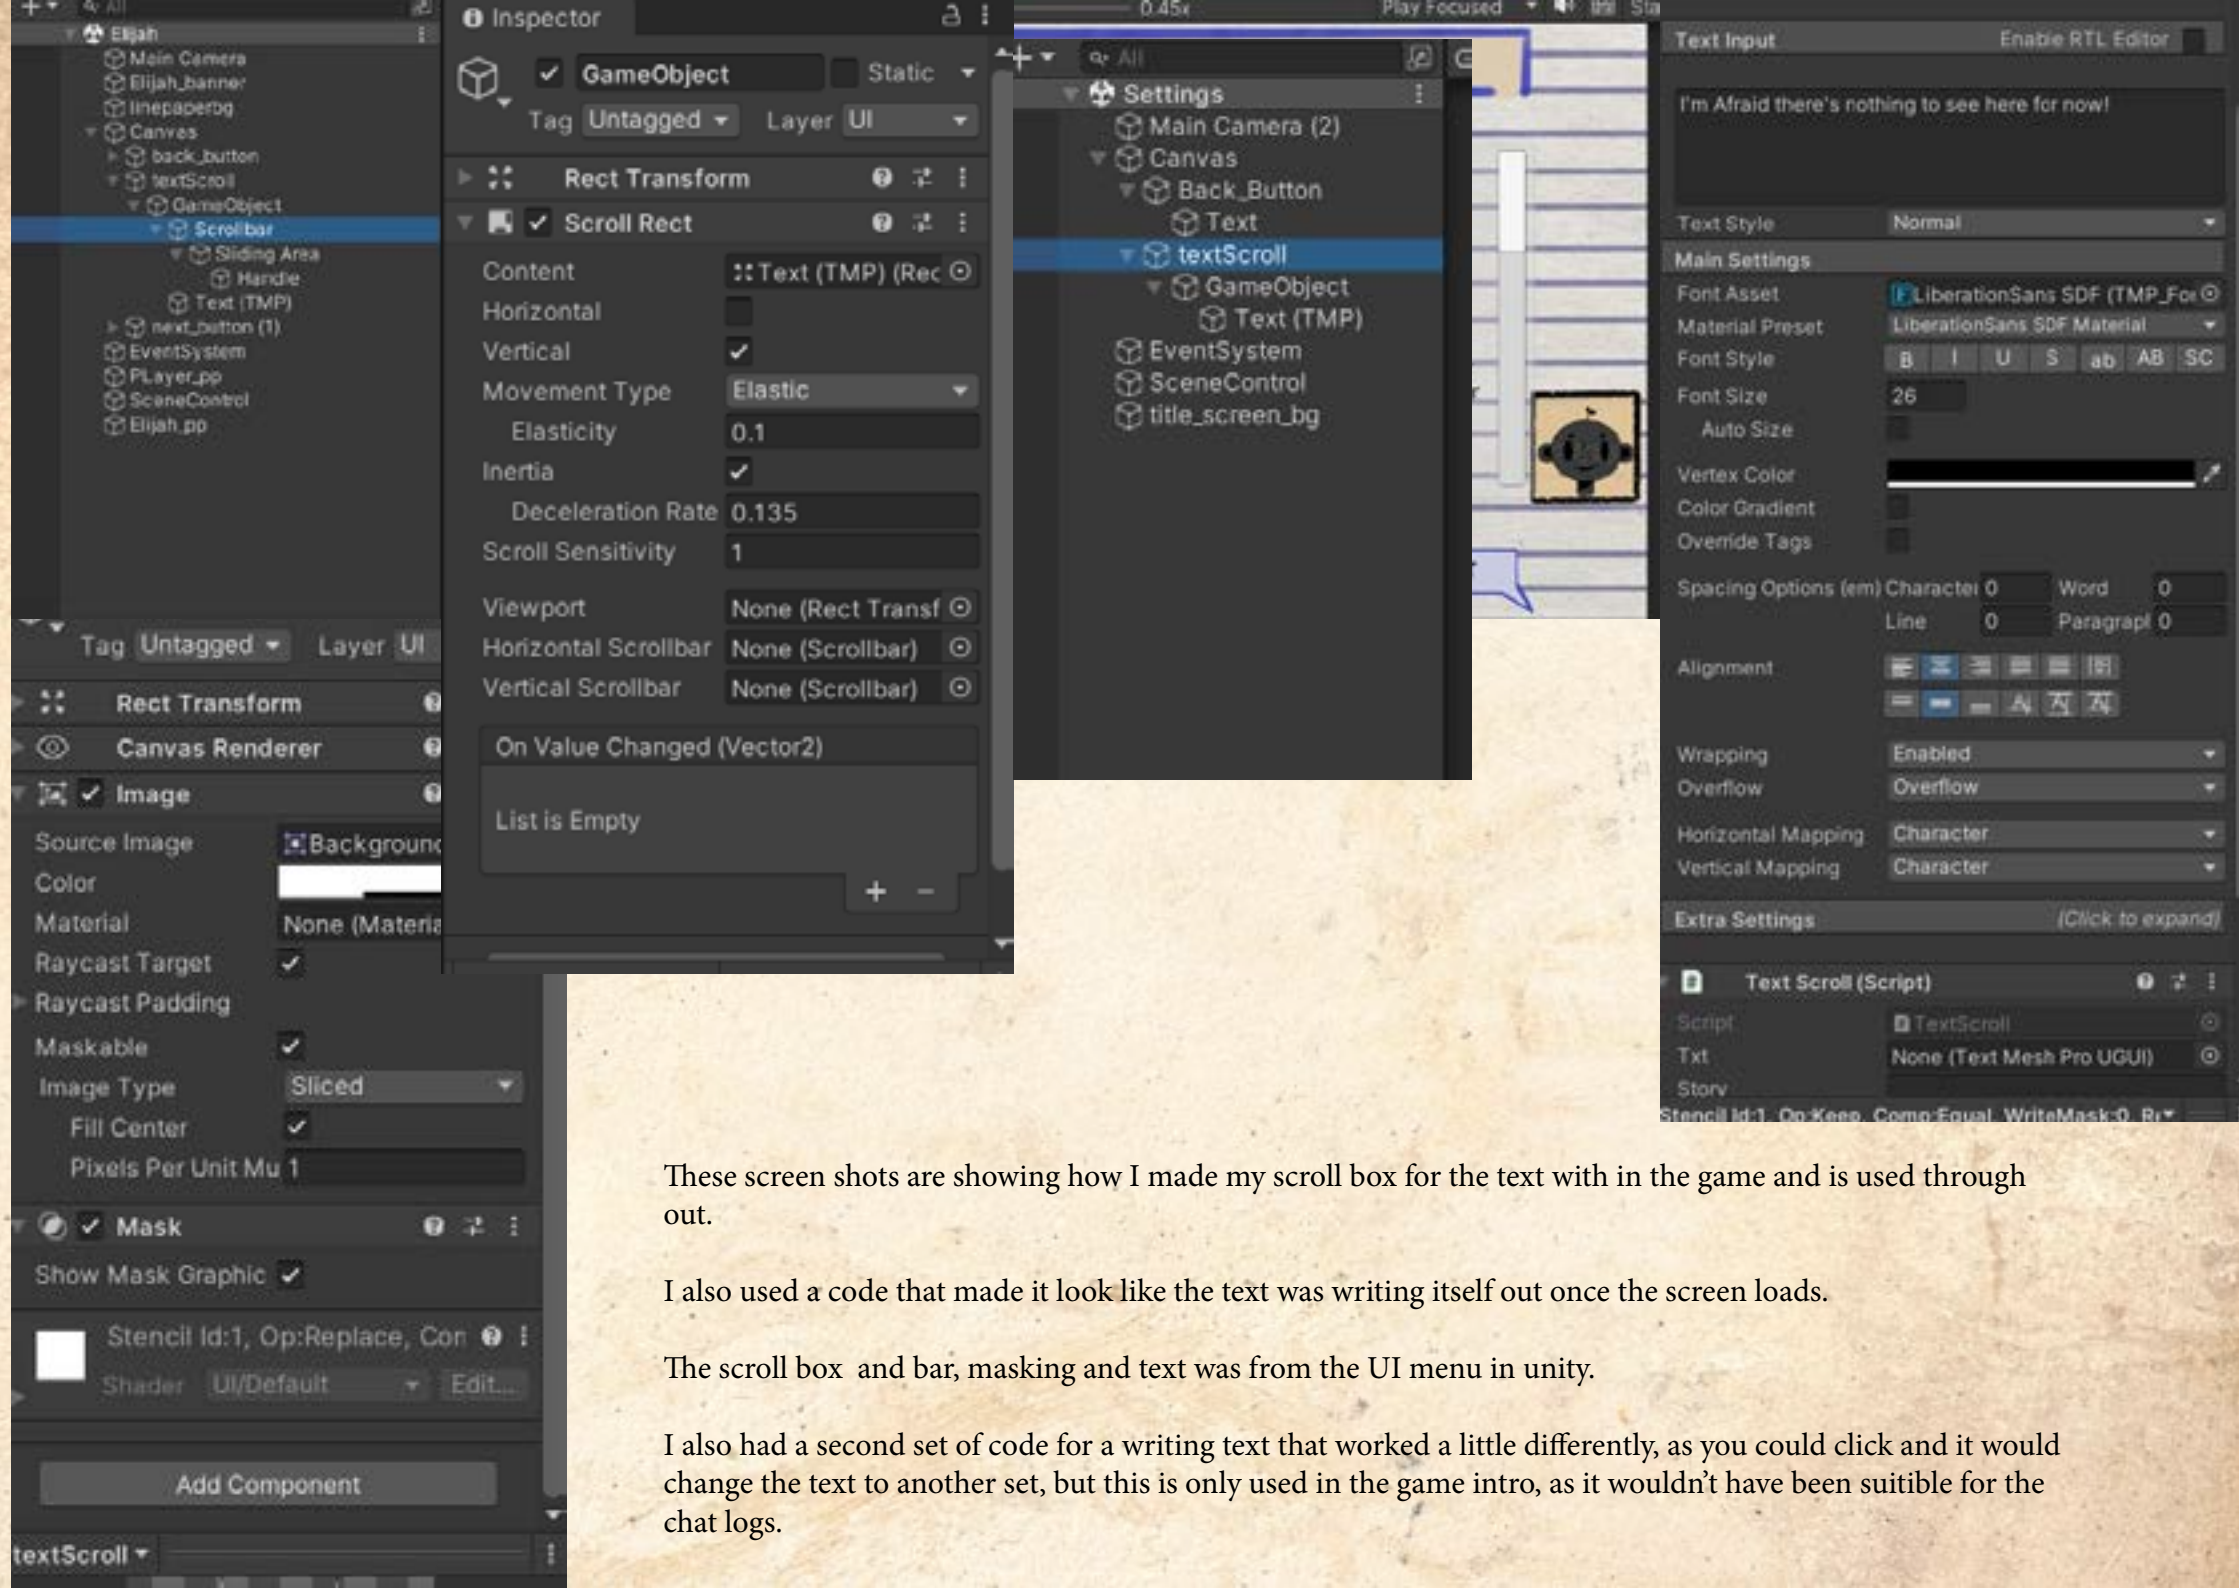 All
Elijah
Main Camera
Elijah_banner
linepaperbg
Canvas
back_button
textScroll
GameObject
Scrollbar
Sliding Area
Handle
Text (TMP)
next_button (1)
EventSystem
PLayer_pp
SceneControl
Elijah_pp
Tag Untagged Layer UI
Rect Transform
Canvas Renderer
Image
Source Image Background
Color
Material None (Materia
Raycast Target
Raycast Padding
Maskable
Image Type Sliced
Fill Center
Pixels Per Unit Mu 1
Mask
Show Mask Graphic
Stencil Id:1, Op:Replace, Con
Shader UI/Default Edit...
Add Component
textScroll
Inspector
GameObject Static
Tag Untagged Layer UI
Rect Transform
Scroll Rect
Content Text (TMP) (Rec
Horizontal
Vertical
Movement Type Elastic
Elasticity 0.1
Inertia
Deceleration Rate 0.135
Scroll Sensitivity 1
Viewport None (Rect Transf
Horizontal Scrollbar None (Scrollbar)
Vertical Scrollbar None (Scrollbar)
On Value Changed (Vector2)
List is Empty
+ −
0.45x Play Focused Sta
All
Settings
Main Camera (2)
Canvas
Back_Button
Text
textScroll
GameObject
Text (TMP)
EventSystem
SceneControl
title_screen_bg
Text Input Enable RTL Editor
I'm Afraid there's nothing to see here for now!
Text Style Normal
Main Settings
Font Asset LiberationSans SDF (TMP_Fo
Material Preset LiberationSans SDF Material
Font Style B I U S ab AB SC
Font Size 26
Auto Size
Vertex Color
Color Gradient
Override Tags
Spacing Options (em) Character 0 Word 0
Line 0 Paragrapl 0
Alignment
Wrapping Enabled
Overflow Overflow
Horizontal Mapping Character
Vertical Mapping Character
Extra Settings (Click to expand)
Text Scroll (Script)
Script TextScroll
Txt None (Text Mesh Pro UGUI)
Story
Stencil Id:1, Op:Keep, Comp:Equal, WriteMask:0, R
These screen shots are showing how I made my scroll box for the text with in the game and is used through
out.
I also used a code that made it look like the text was writing itself out once the screen loads.
The scroll box  and bar, masking and text was from the UI menu in unity.
I also had a second set of code for a writing text that worked a little differently, as you could click and it would
change the text to another set, but this is only used in the game intro, as it wouldn't have been suitible for the
chat logs.